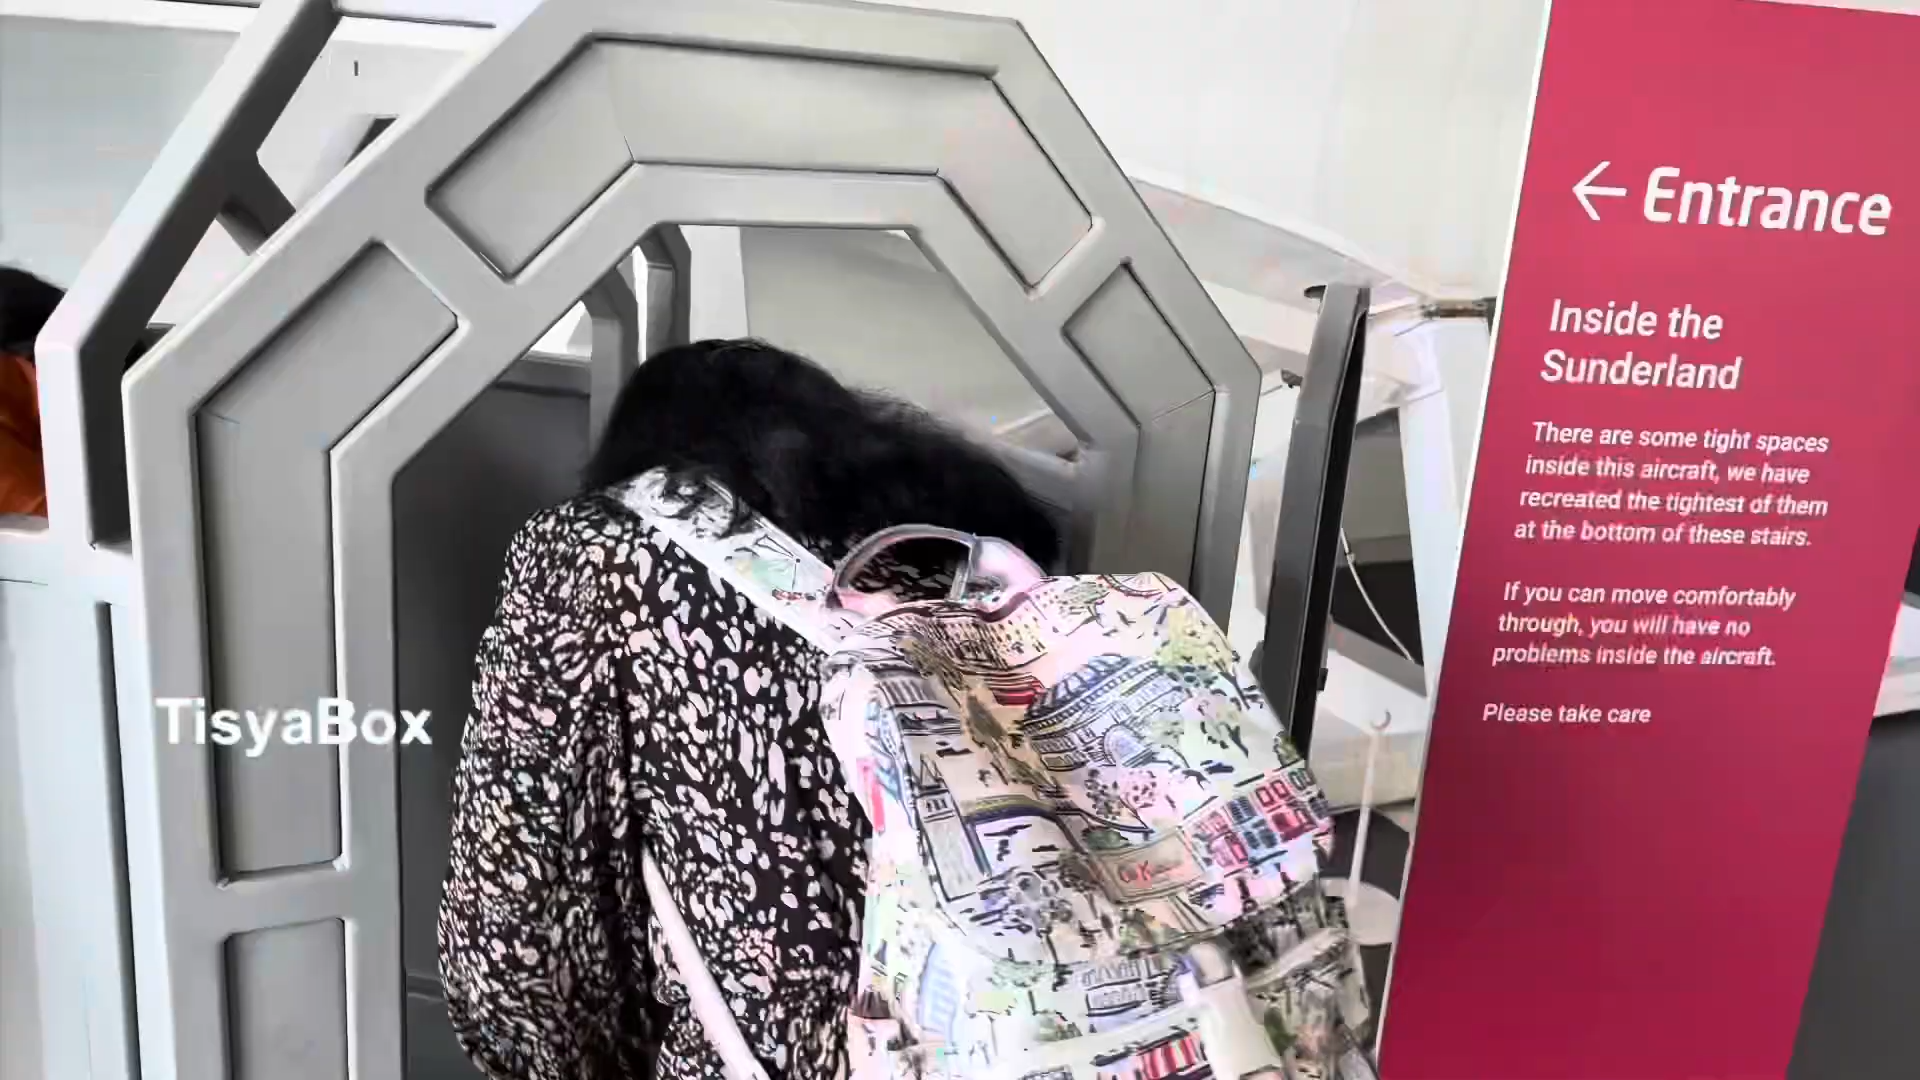 ← Entrance
Inside the
Sunderland
There are some tight spaces
inside this aircraft, we have
recreated the tightest of them
at the bottom of these stairs.
If you can move comfortably
through, you will have no
problems inside the aircraft.
Please take care
TisyaBox